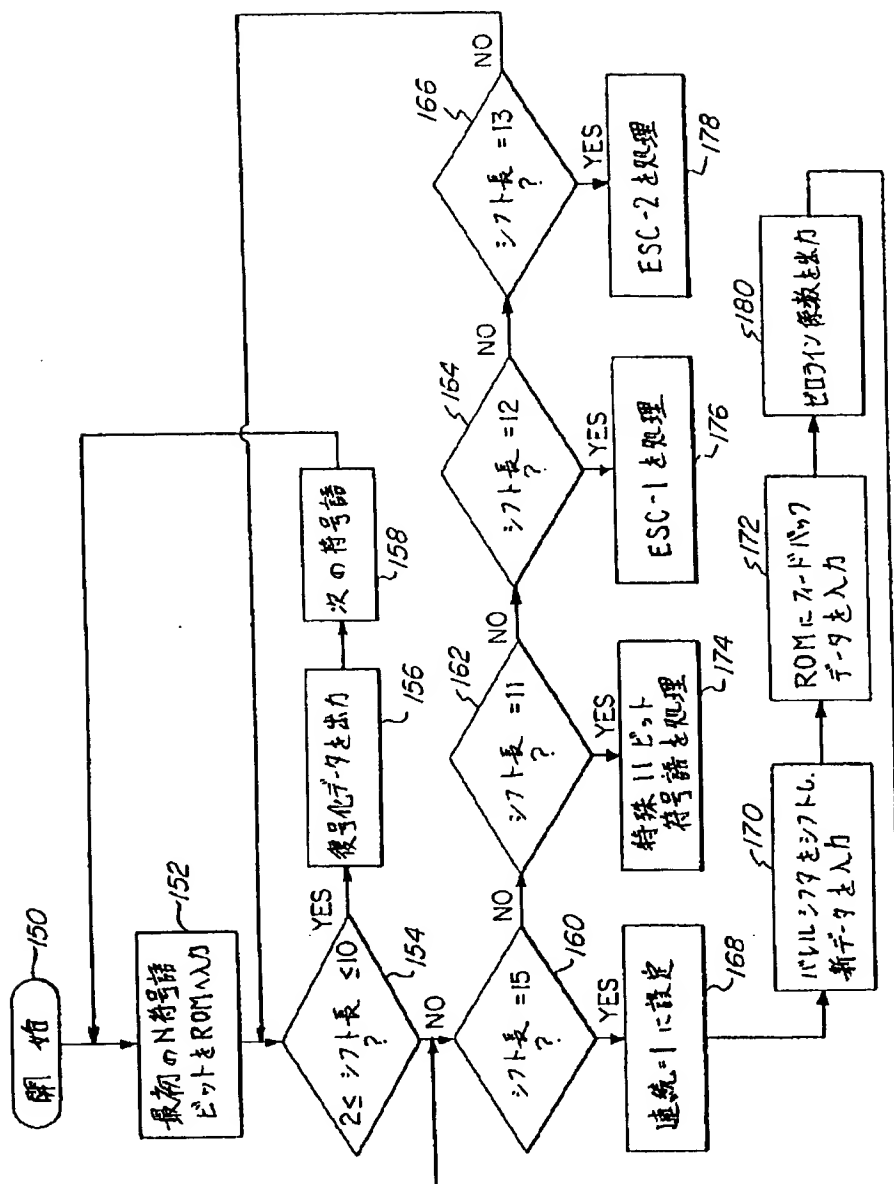 開始
150
最初のN符号語
ビットをROMへ入力
152
2≤シフト長≤10
?
154
YES
NO
復号化データを出力
156
次の符号語
158
シフト長=15
?
160
NO
YES
シフト長=11
?
162
NO
YES
シフト長=12
?
164
NO
YES
シフト長=13
?
166
NO
YES
連続=1に設定
168
特殊11ビット
符号語を処理
174
ESC-1を処理
176
ESC-2を処理
178
バレルシフタをシフトし、
新データを入力
170
ROMにフィードバック
データを入力
172
ゼロライン係数を出力
180